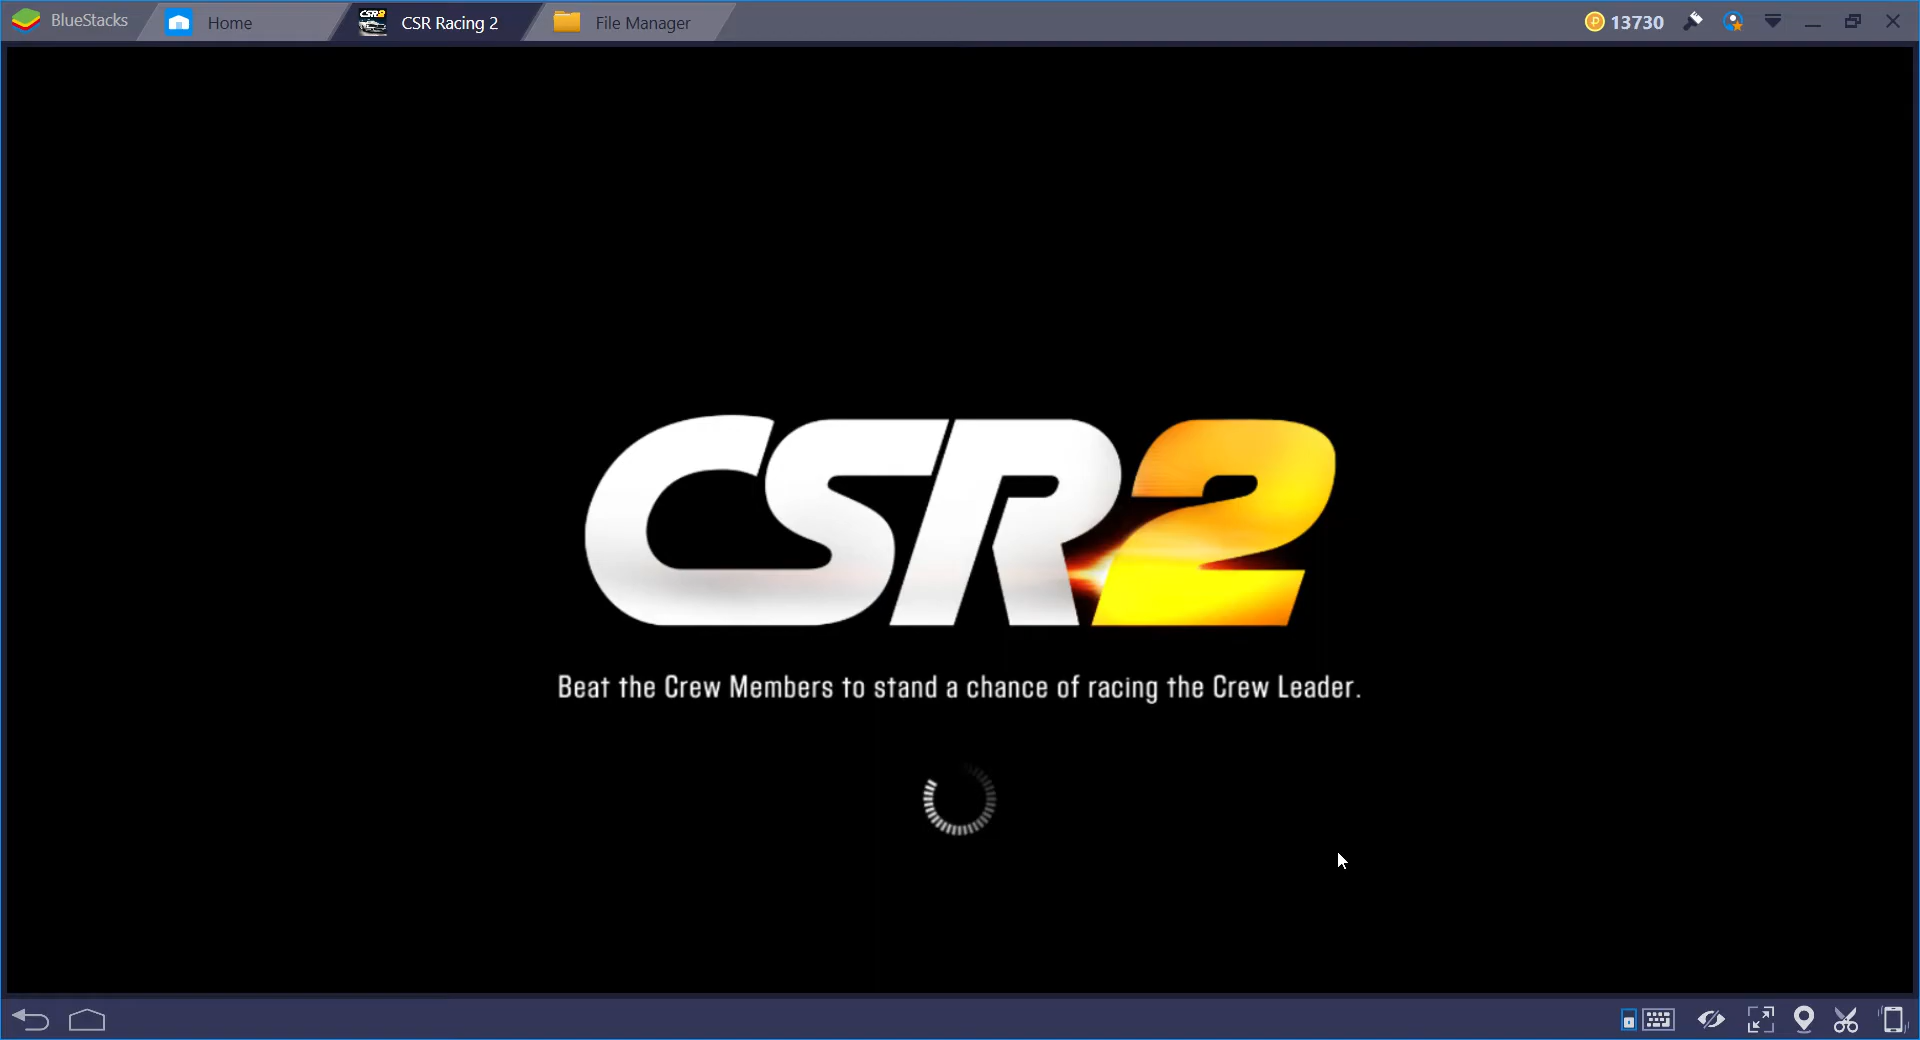 BlueStacks
Home
CSR Racing 2
File Manager
13730
CSR2
Beat the Crew Members to stand a chance of racing the Crew Leader.